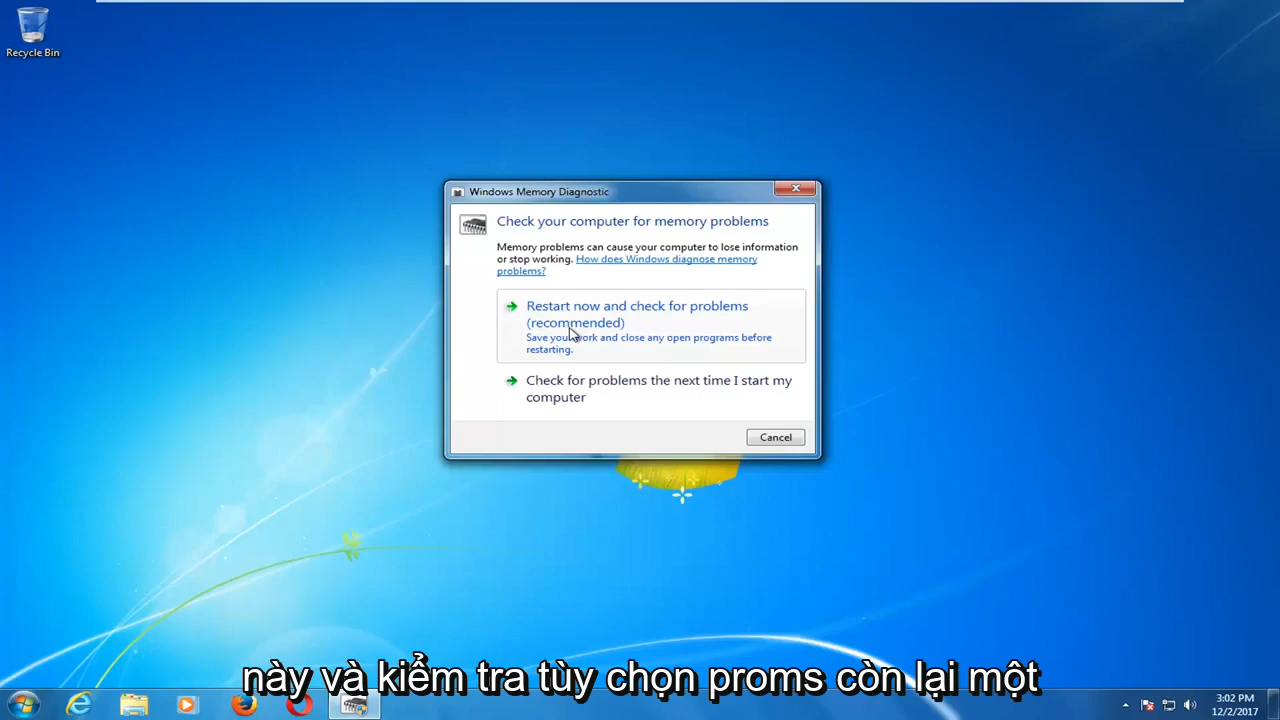 Recycle Bin
Windows Memory Diagnostic
Check your computer for memory problems
Memory problems can cause your computer to lose information
or stop working. How does Windows diagnose memory
problems?
Restart now and check for problems
(recommended)
Save your work and close any open programs before
restarting.
Check for problems the next time I start my
computer
Cancel
này và kiểm tra tùy chọn proms còn lại một
3:02 PM
12/2/2017